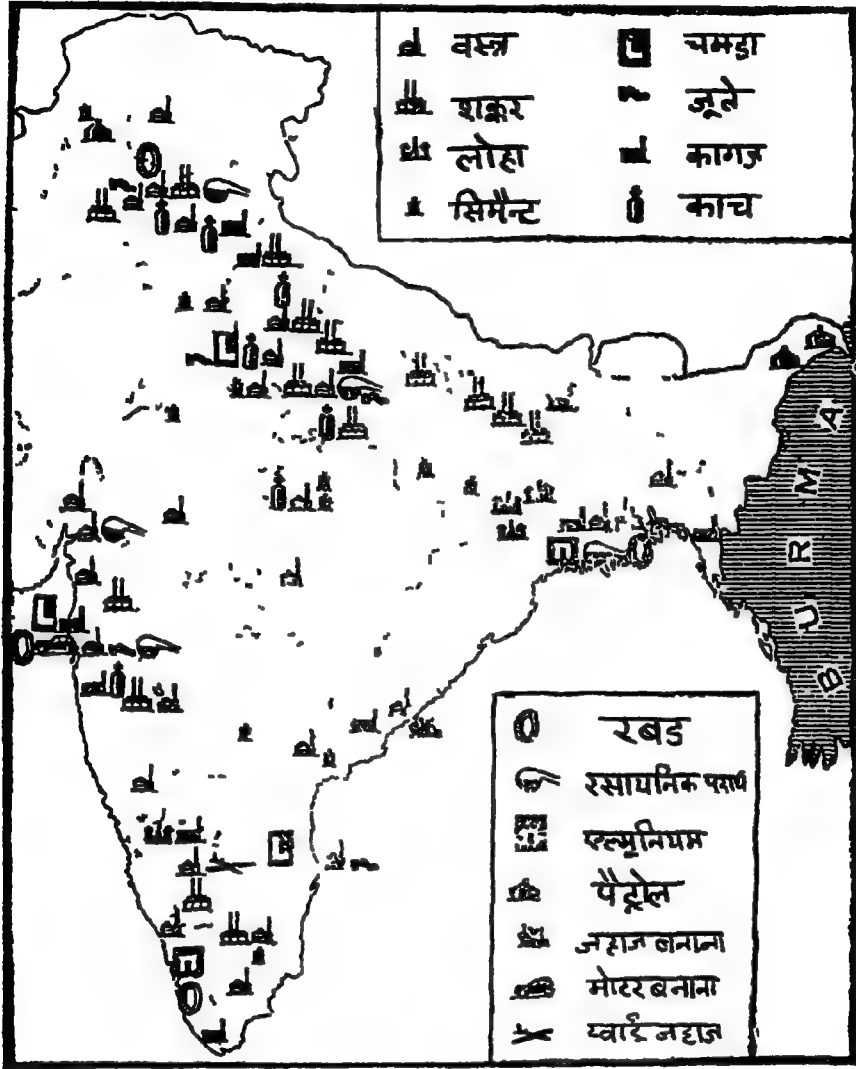 वस्त्र
शक्कर
लोहा
सिमैन्ट
चमडा
जूते
कागज़
काच
BURMA
रबड
रसायनिक पदार्थ
एल्मूनियम
पैट्रोल
जहाज बनाना
मोटर बनाना
हवाई जहाज